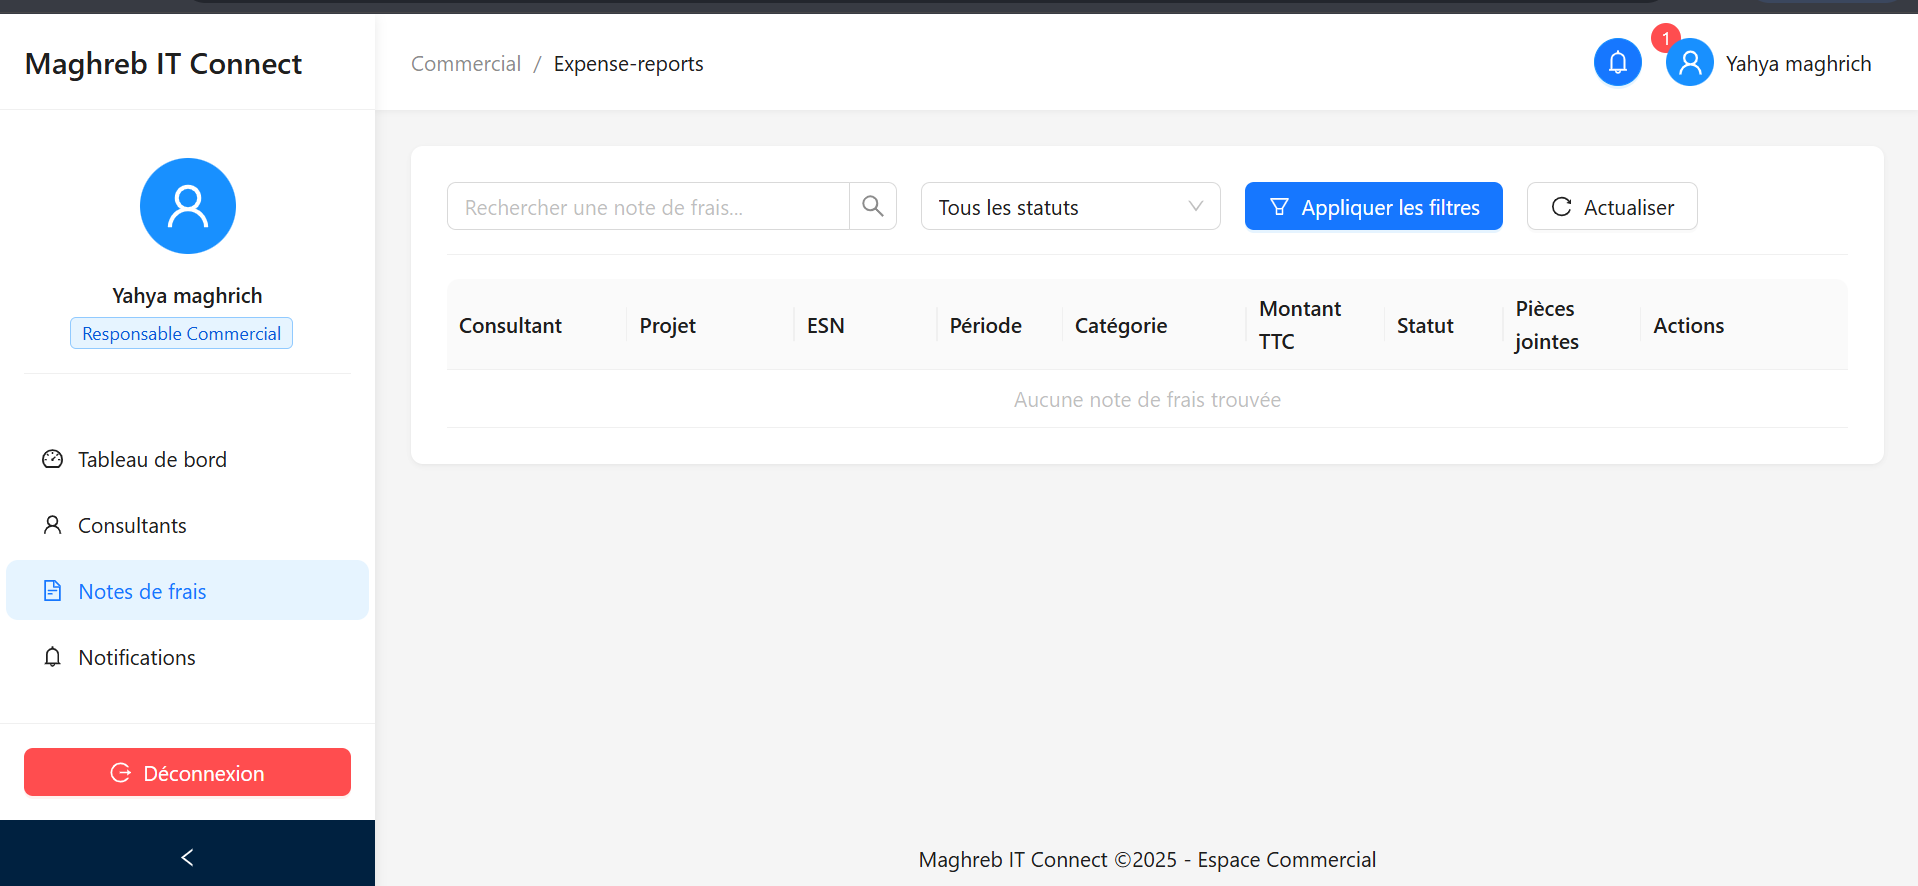 Maghreb IT Connect
Commercial / Expense-reports
1
Yahya maghrich
Yahya maghrich
Responsable Commercial
Tableau de bord
Consultants
Notes de frais
Notifications
Déconnexion
Rechercher une note de frais...
Tous les statuts
Appliquer les filtres
Actualiser
Consultant
Projet
ESN
Période
Catégorie
Montant
TTC
Statut
Pièces
jointes
Actions
Aucune note de frais trouvée
Maghreb IT Connect ©2025 - Espace Commercial